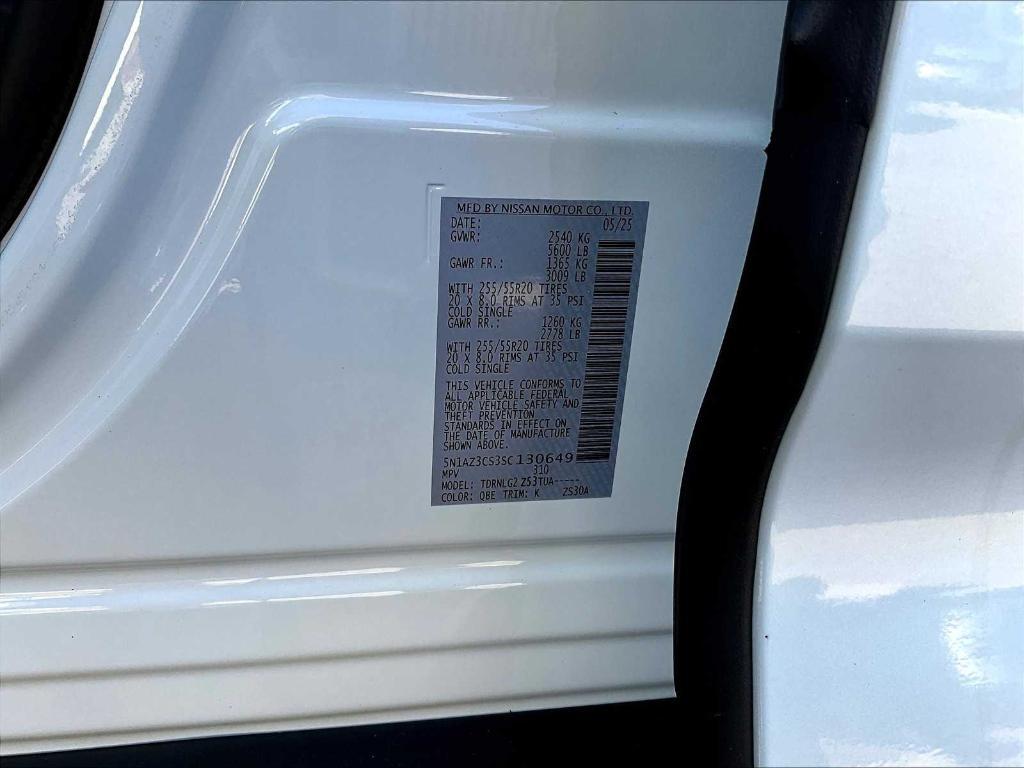 MFD BY NISSAN MOTOR CO., LTD.
DATE: 05/25
GVWR: 2540 KG
5600 LB
GAWR FR.: 1365 KG
3009 LB
WITH 255/55R20 TIRES
20 X 8.0 RIMS AT 35 PSI
COLD SINGLE
GAWR RR.: 1260 KG
2778 LB
WITH 255/55R20 TIRES
20 X 8.0 RIMS AT 35 PSI
COLD SINGLE
THIS VEHICLE CONFORMS TO
ALL APPLICABLE FEDERAL
MOTOR VEHICLE SAFETY AND
THEFT PREVENTION
STANDARDS IN EFFECT ON
THE DATE OF MANUFACTURE
SHOWN ABOVE.
5N1AZ3CS3SC130649
MPV 310
MODEL: TDRNLG2 ZS3TUA-----
COLOR: QBE TRIM: K ZS30A